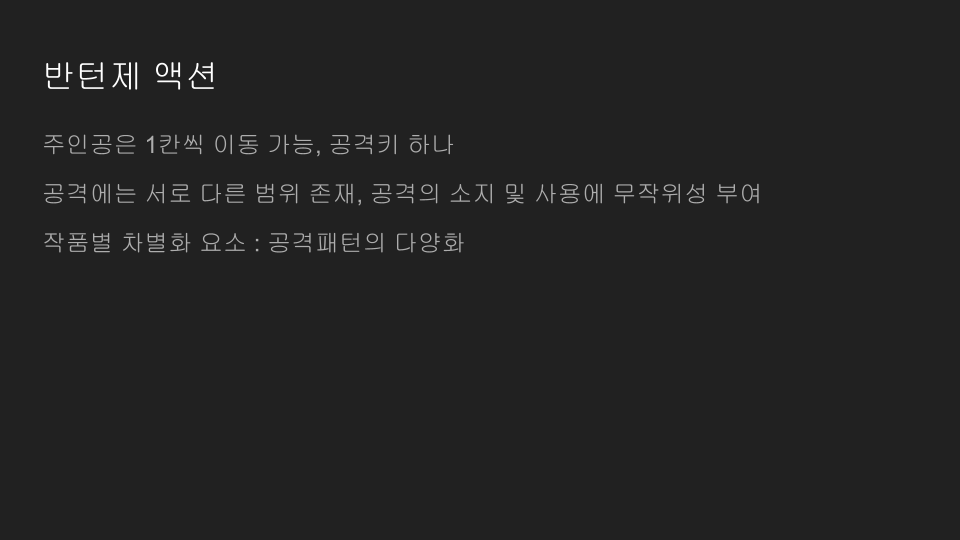 반턴제 액션
주인공은 1칸씩 이동 가능, 공격키 하나
공격에는 서로 다른 범위 존재, 공격의 소지 및 사용에 무작위성 부여
작품별 차별화 요소 : 공격패턴의 다양화